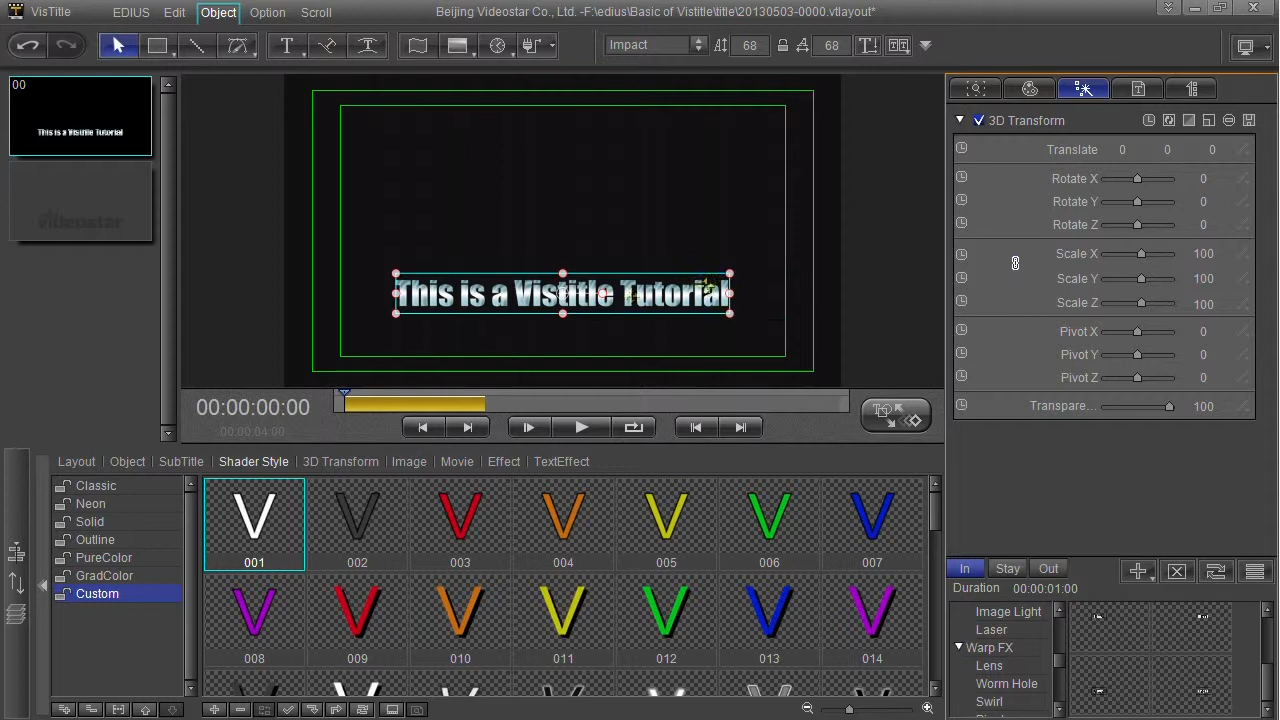 VisTitle EDIUS Edit Object Option Scroll Beijing Videostar Co., Ltd. -F:\edius\Basic of Vistitle\title\20130503-0000.vtlayout*
Impact 68 68
00
This is a Vistitle Tutorial
This is a Vistitle Tutorial
00:00:00:00
00:00:04:00
3D Transform
Translate 0 0 0
Rotate X 0
Rotate Y 0
Rotate Z 0
Scale X 100
Scale Y 100
Scale Z 100
Pivot X 0
Pivot Y 0
Pivot Z 0
Transpare... 100
Layout Object SubTitle Shader Style 3D Transform Image Movie Effect TextEffect
Classic
Neon
Solid
Outline
PureColor
GradColor
Custom
V V V V V V V
001 002 003 004 005 006 007
V V V V V V V
008 009 010 011 012 013 014
In Stay Out
Duration 00:00:01:00
Image Light
Laser
Warp FX
Lens
Worm Hole
Swirl